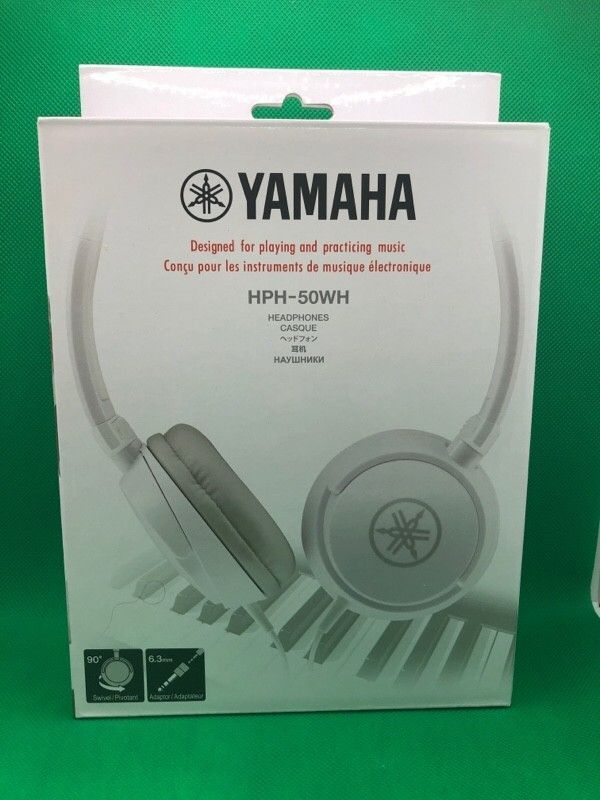 YAMAHA
Designed for playing and practicing music
Conçu pour les instruments de musique électronique
HPH-50WH
HEADPHONES
CASQUE
ヘッドフォン
耳机
НАУШНИКИ
90°
Swivel/Pivotant
6.3mm
Adaptor/Adaptateur